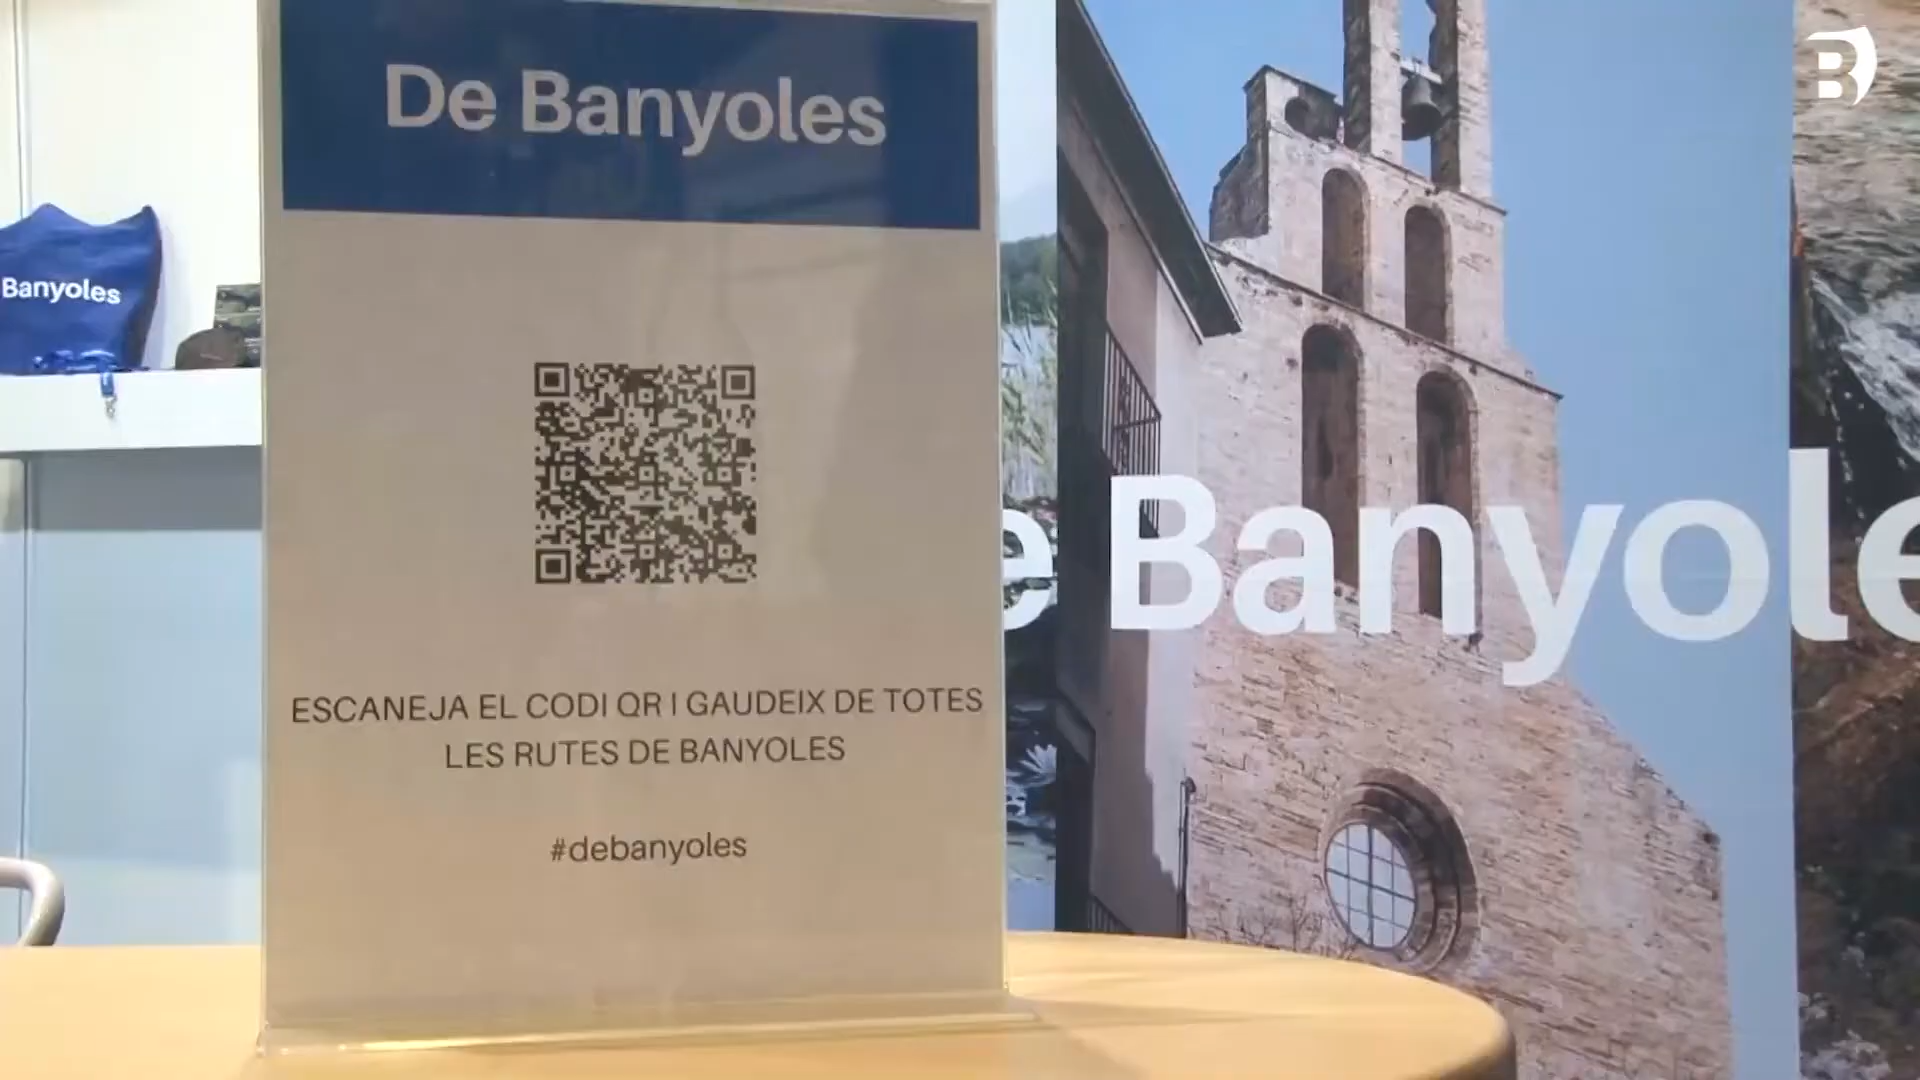 De Banyoles
Banyoles
ESCANEJA EL CODI QR I GAUDEIX DE TOTES
LES RUTES DE BANYOLES
#debanyoles
e Banyole
B